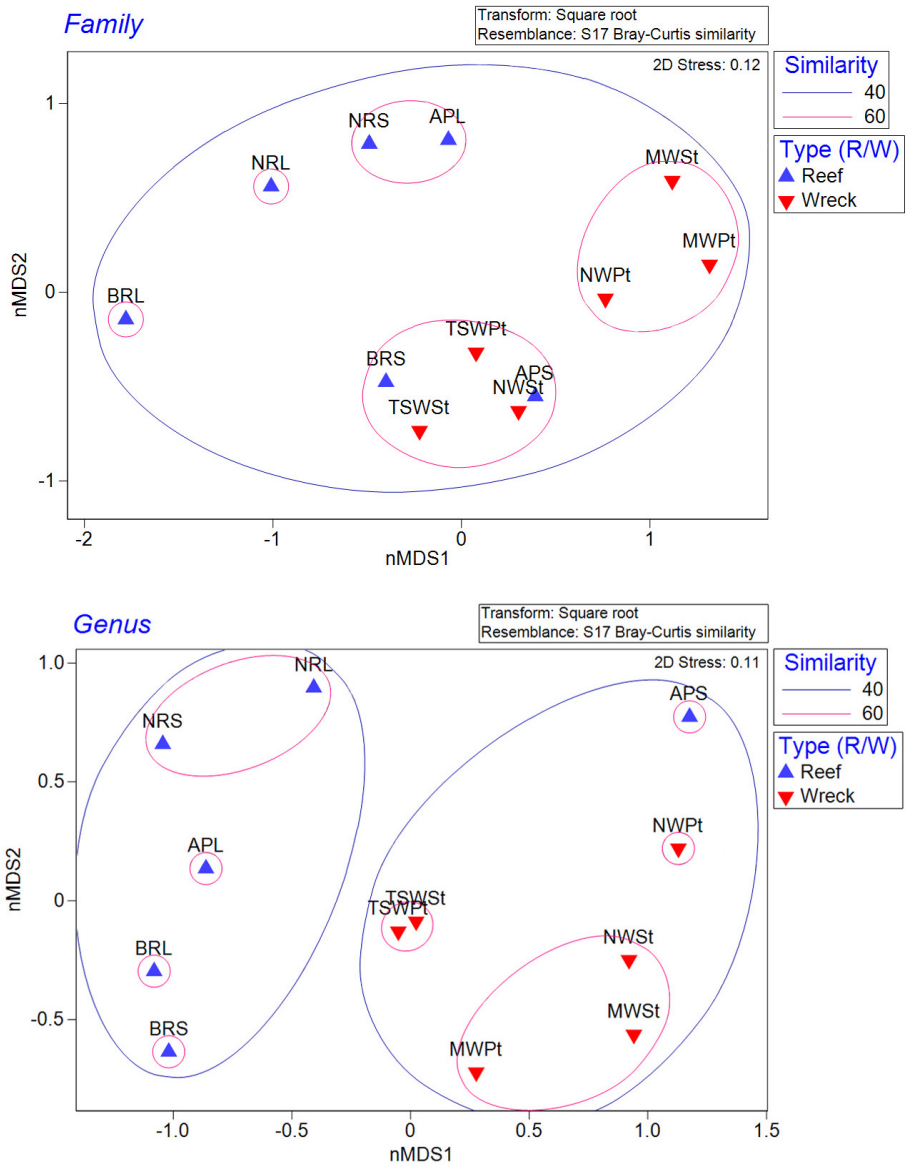 Family
Transform: Square root
Resemblance: S17 Bray-Curtis similarity
2D Stress: 0.12
Similarity
40
60
Type (R/W)
Reef
Wreck
NRS
APL
NRL
MWSt
MWPt
NWPt
BRL
TSWPt
BRS
APS
NWSt
TSWSt
1
0
-1
nMDS2
-2
-1
0
1
nMDS1
Genus
Transform: Square root
Resemblance: S17 Bray-Curtis similarity
2D Stress: 0.11
Similarity
40
60
Type (R/W)
Reef
Wreck
NRL
NRS
APS
APL
NWPt
TSWSt
TSWPt
BRL
NWSt
BRS
MWSt
MWPt
1.0
0.5
0
-0.5
nMDS2
-1.0
-0.5
0
0.5
1.0
1.5
nMDS1